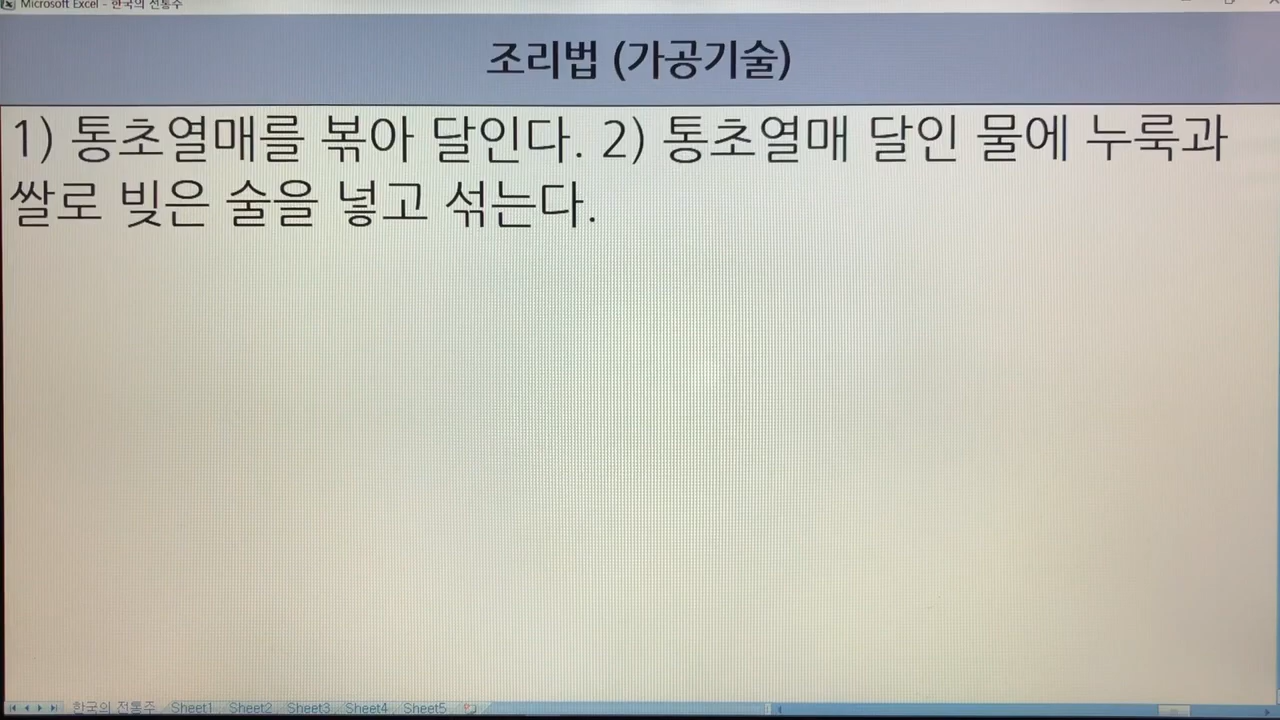 Microsoft Excel - 한국의 전통주
조리법 (가공기술)
1) 통초열매를 볶아 달인다. 2) 통초열매 달인 물에 누룩과
쌀로 빚은 술을 넣고 섞는다.
한국의 전통주 Sheet1 Sheet2 Sheet3 Sheet4 Sheet5